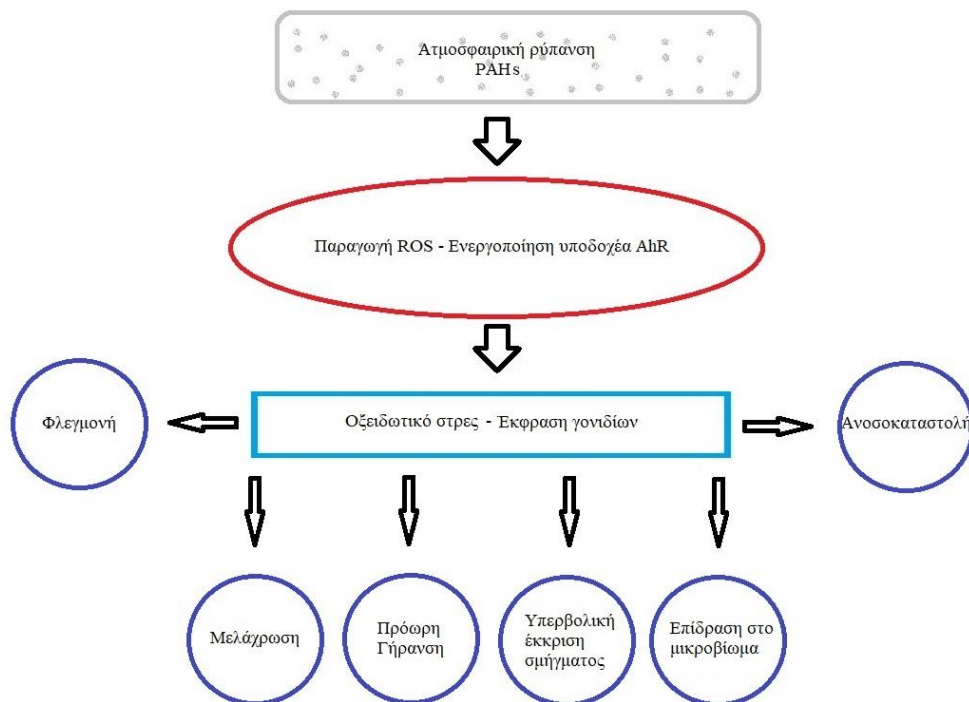 Ατμοσφαιρική ρύπανση
PAHs
Παραγωγή ROS - Ενεργοποίηση υποδοχέα AhR
Φλεγμονή
Οξειδωτικό στρες - Έκφραση γονιδίων
Ανοσοκαταστολή
Μελάχρωση
Πρόωρη
Γήρανση
Υπερβολική
έκκριση
σμήγματος
Επίδραση στο
μικροβίωμα